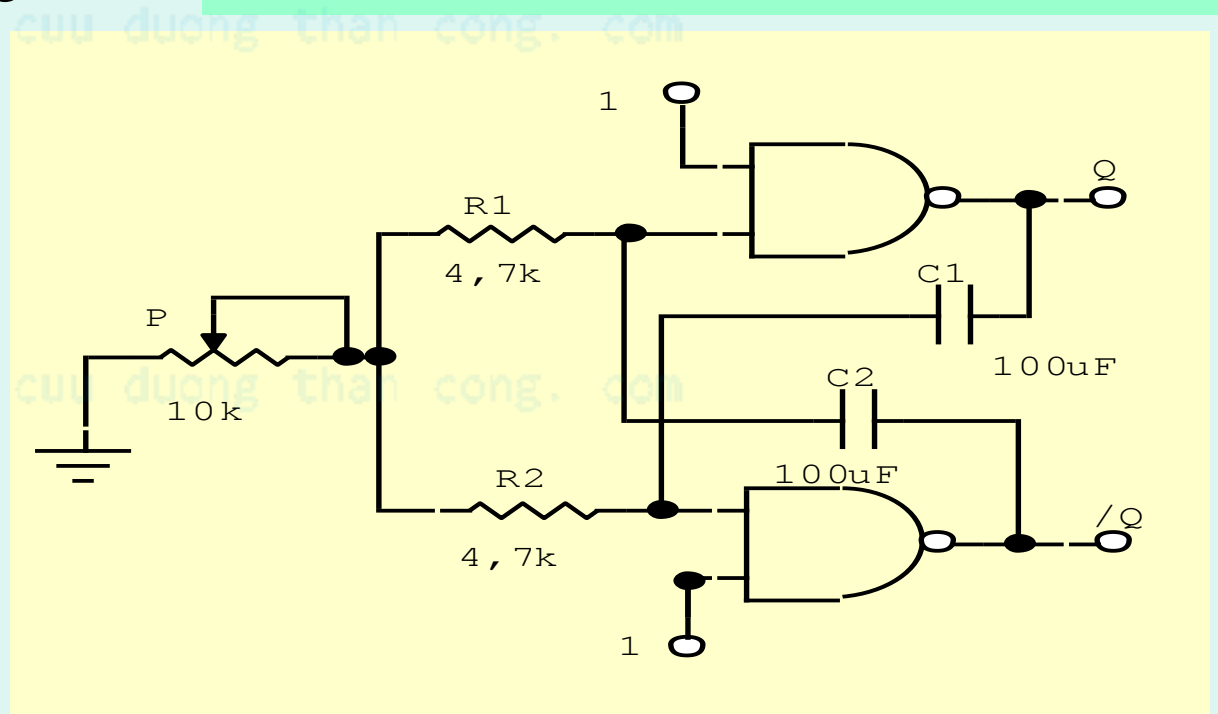 cuu duong than cong. com
1
Q
R1
4,7k
C1
P
100uF
C2
cuu duong than cong. com
10k
100uF
R2
/Q
4,7k
1